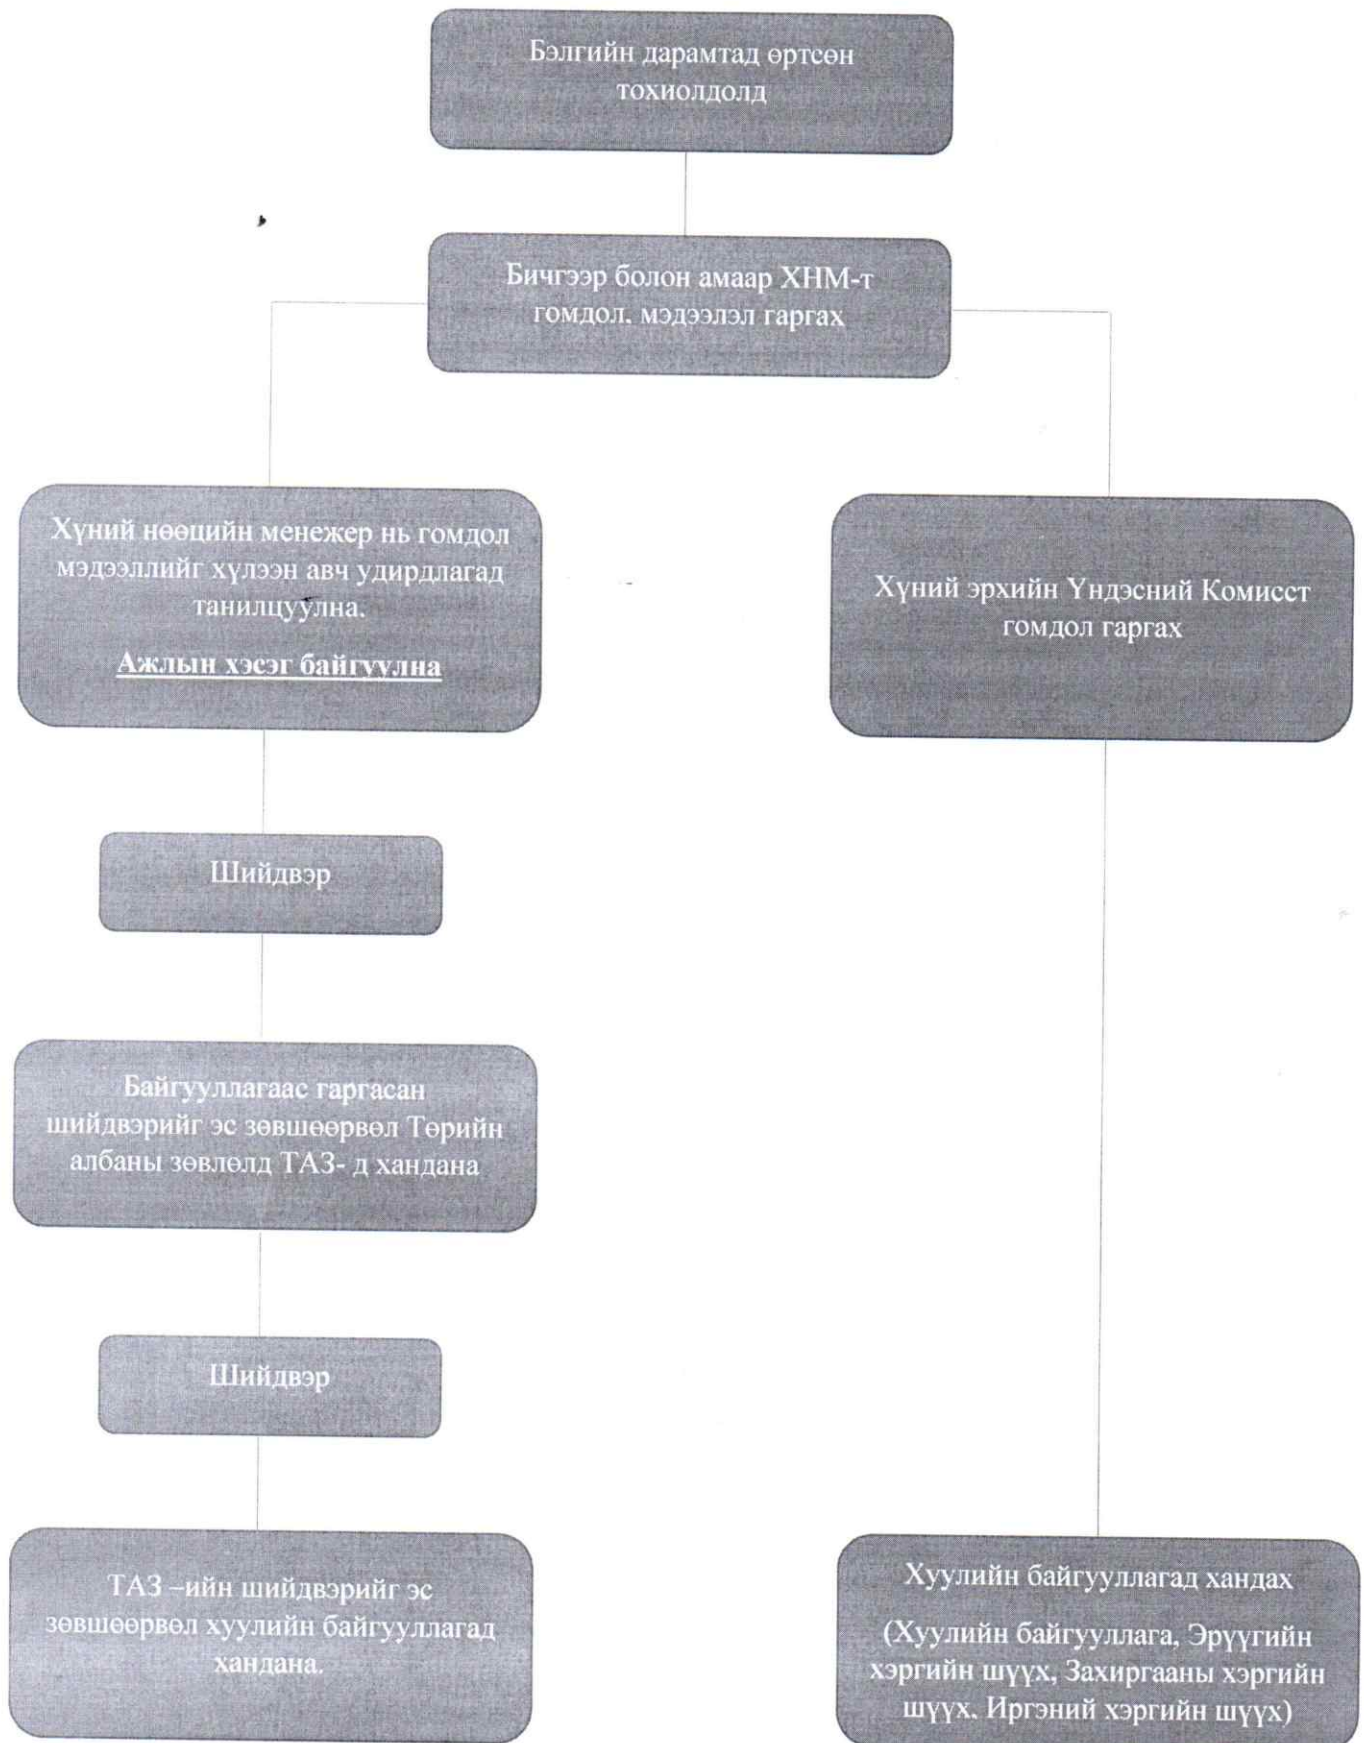 Бэлгийн дарамтад өртсөн
тохиолдолд
Бичгээр болон амаар ХНМ-т
гомдол, мэдээлэл гаргах
Хүний нөөцийн менежер нь гомдол
мэдээллийг хүлээн авч удирдлагад
танилцуулна.
Ажлын хэсэг байгуулна
Хүний эрхийн Үндэсний Комисст
гомдол гаргах
Шийдвэр
Байгууллагаас гаргасан
шийдвэрийг эс зөвшөөрвөл Төрийн
албаны зөвлөлд ТАЗ- д хандана
Шийдвэр
ТАЗ –ийн шийдвэрийг эс
зөвшөөрвөл хуулийн байгууллагад
хандана.
Хуулийн байгууллагад хандах
(Хуулийн байгууллага, Эрүүгийн
хэргийн шүүх, Захиргааны хэргийн
шүүх, Иргэний хэргийн шүүх)